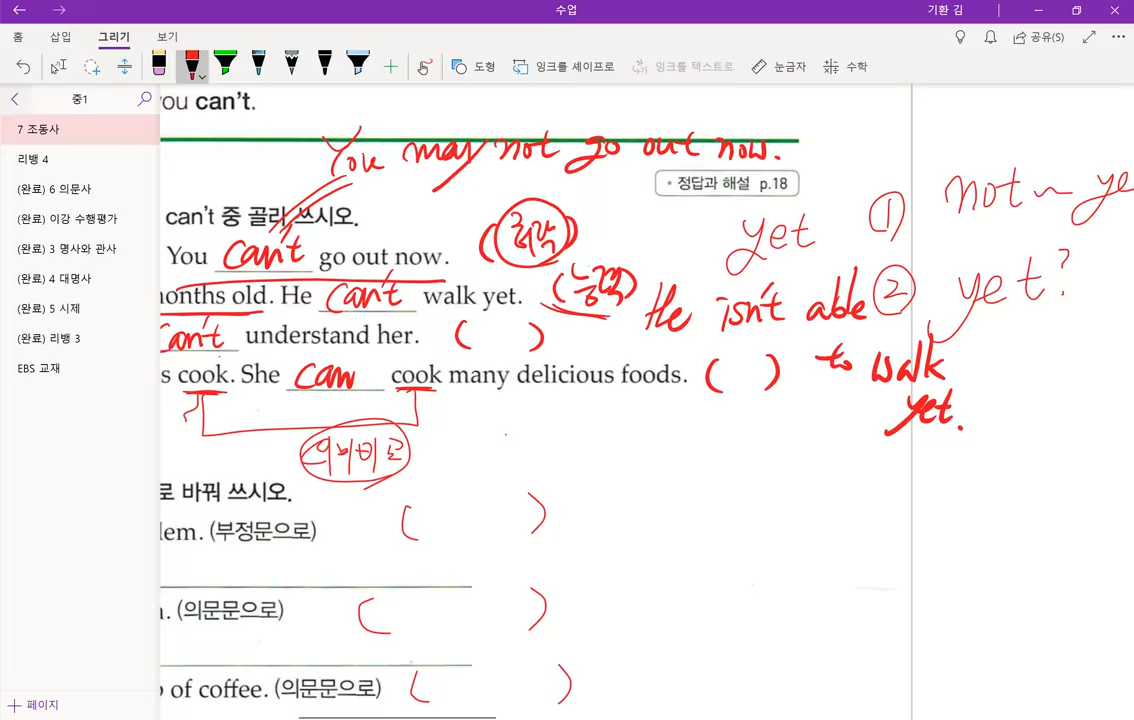 수업
기환 김
홈 삽입 그리기 보기
공유(S)
도형 잉크를 셰이프로 잉크를 텍스트로 눈금자 수학
중1
7 조동사
리뱅 4
(완료) 6 의문사
(완료) 이강 수행평가
(완료) 3 명사와 관사
(완료) 4 대명사
(완료) 5 시제
(완료) 리뱅 3
EBS 교재
페이지
you can't.
You may not go out now.
* 정답과 해설 p.18
can't 중 골라 쓰시오.
You can't go out now. (허락)
months old. He can't walk yet. (능력)
can't understand her. ( )
s cook. She can cook many delicious foods. ( )
He isn't able
to walk
yet.
yet ① not ~ ye
② yet?
로 바꿔 쓰시오.
lem. (부정문으로) ( )
. (의문문으로) ( )
of coffee. (의문문으로) ( )